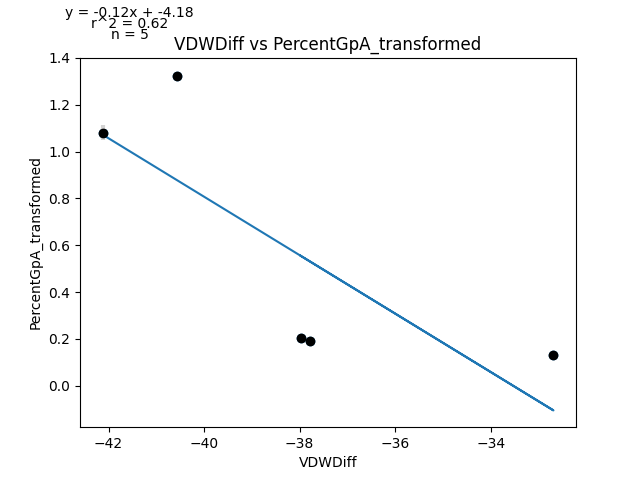 y = -0.12x + -4.18
r^2 = 0.62
n = 5
VDWDiff vs PercentGpA_transformed
1.4
1.2
1.0
0.8
0.6
0.4
0.2
0.0
PercentGpA_transformed
−42
−40
−38
−36
−34
VDWDiff